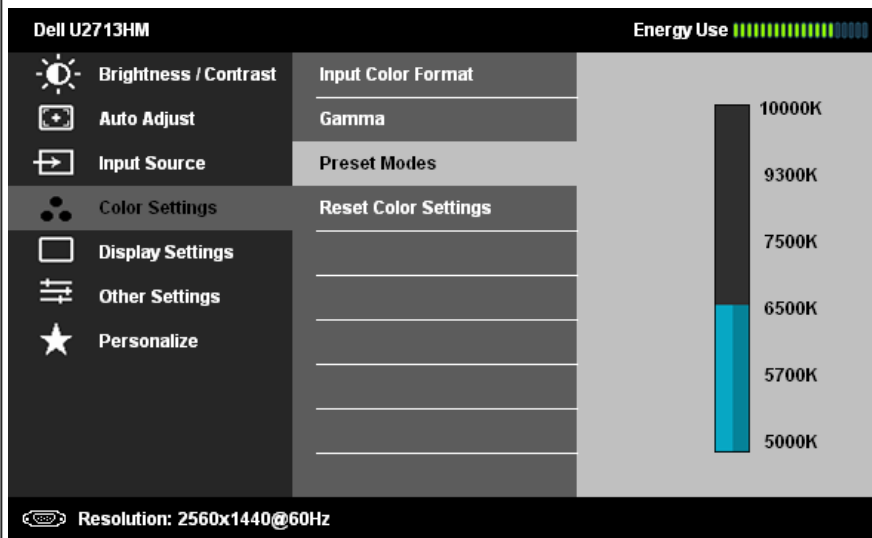 Dell U2713HM
Energy Use
Brightness / Contrast
Auto Adjust
Input Source
Color Settings
Display Settings
Other Settings
Personalize
Input Color Format
Gamma
Preset Modes
Reset Color Settings
10000K
9300K
7500K
6500K
5700K
5000K
Resolution: 2560x1440@60Hz